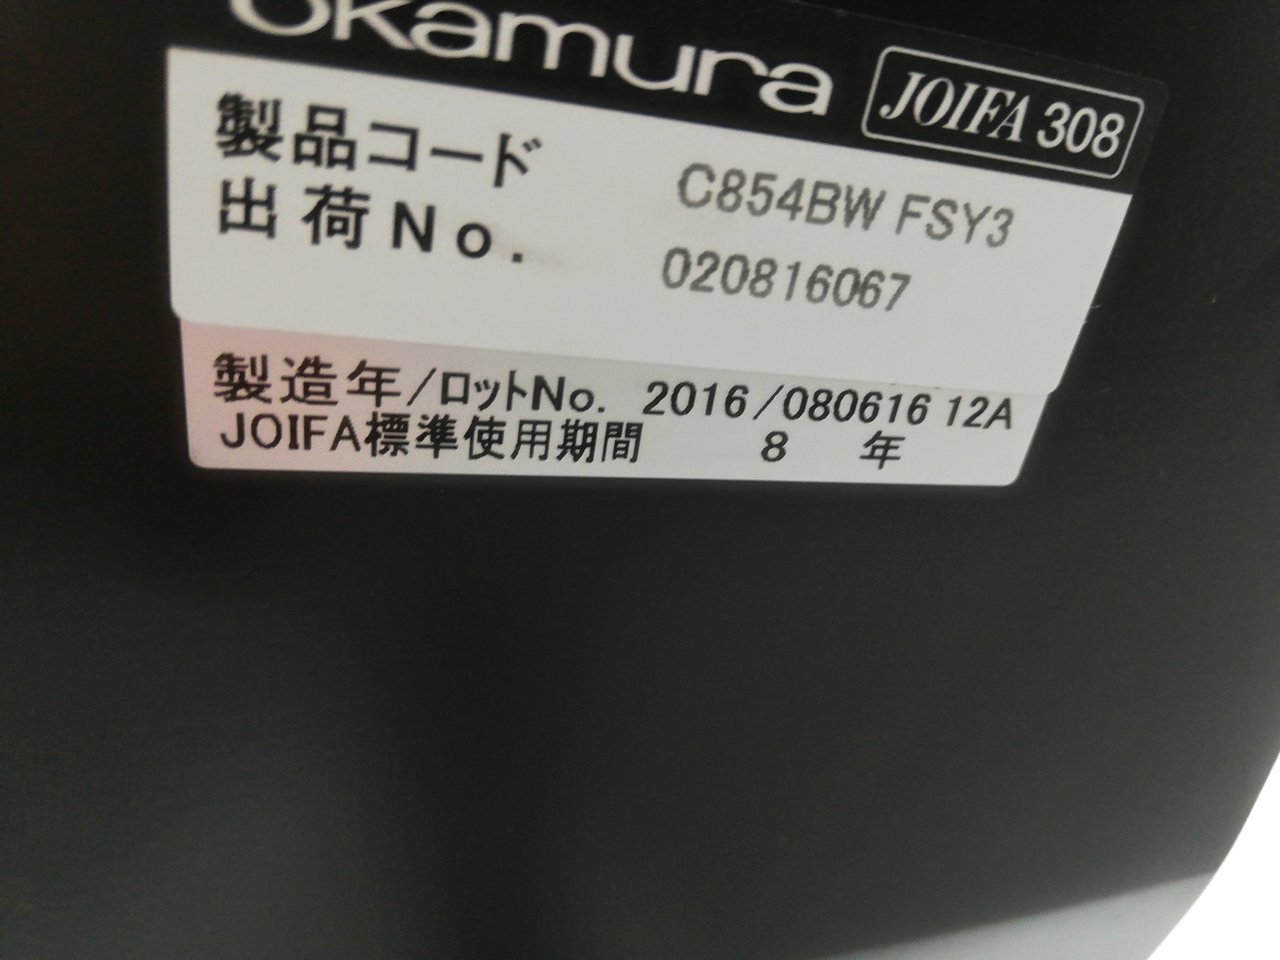 okamura
JOIFA 308
製品コード C854BW FSY3
出荷No. 020816067
製造年/ロットNo. 2016/080616 12A
JOIFA標準使用期間 8 年